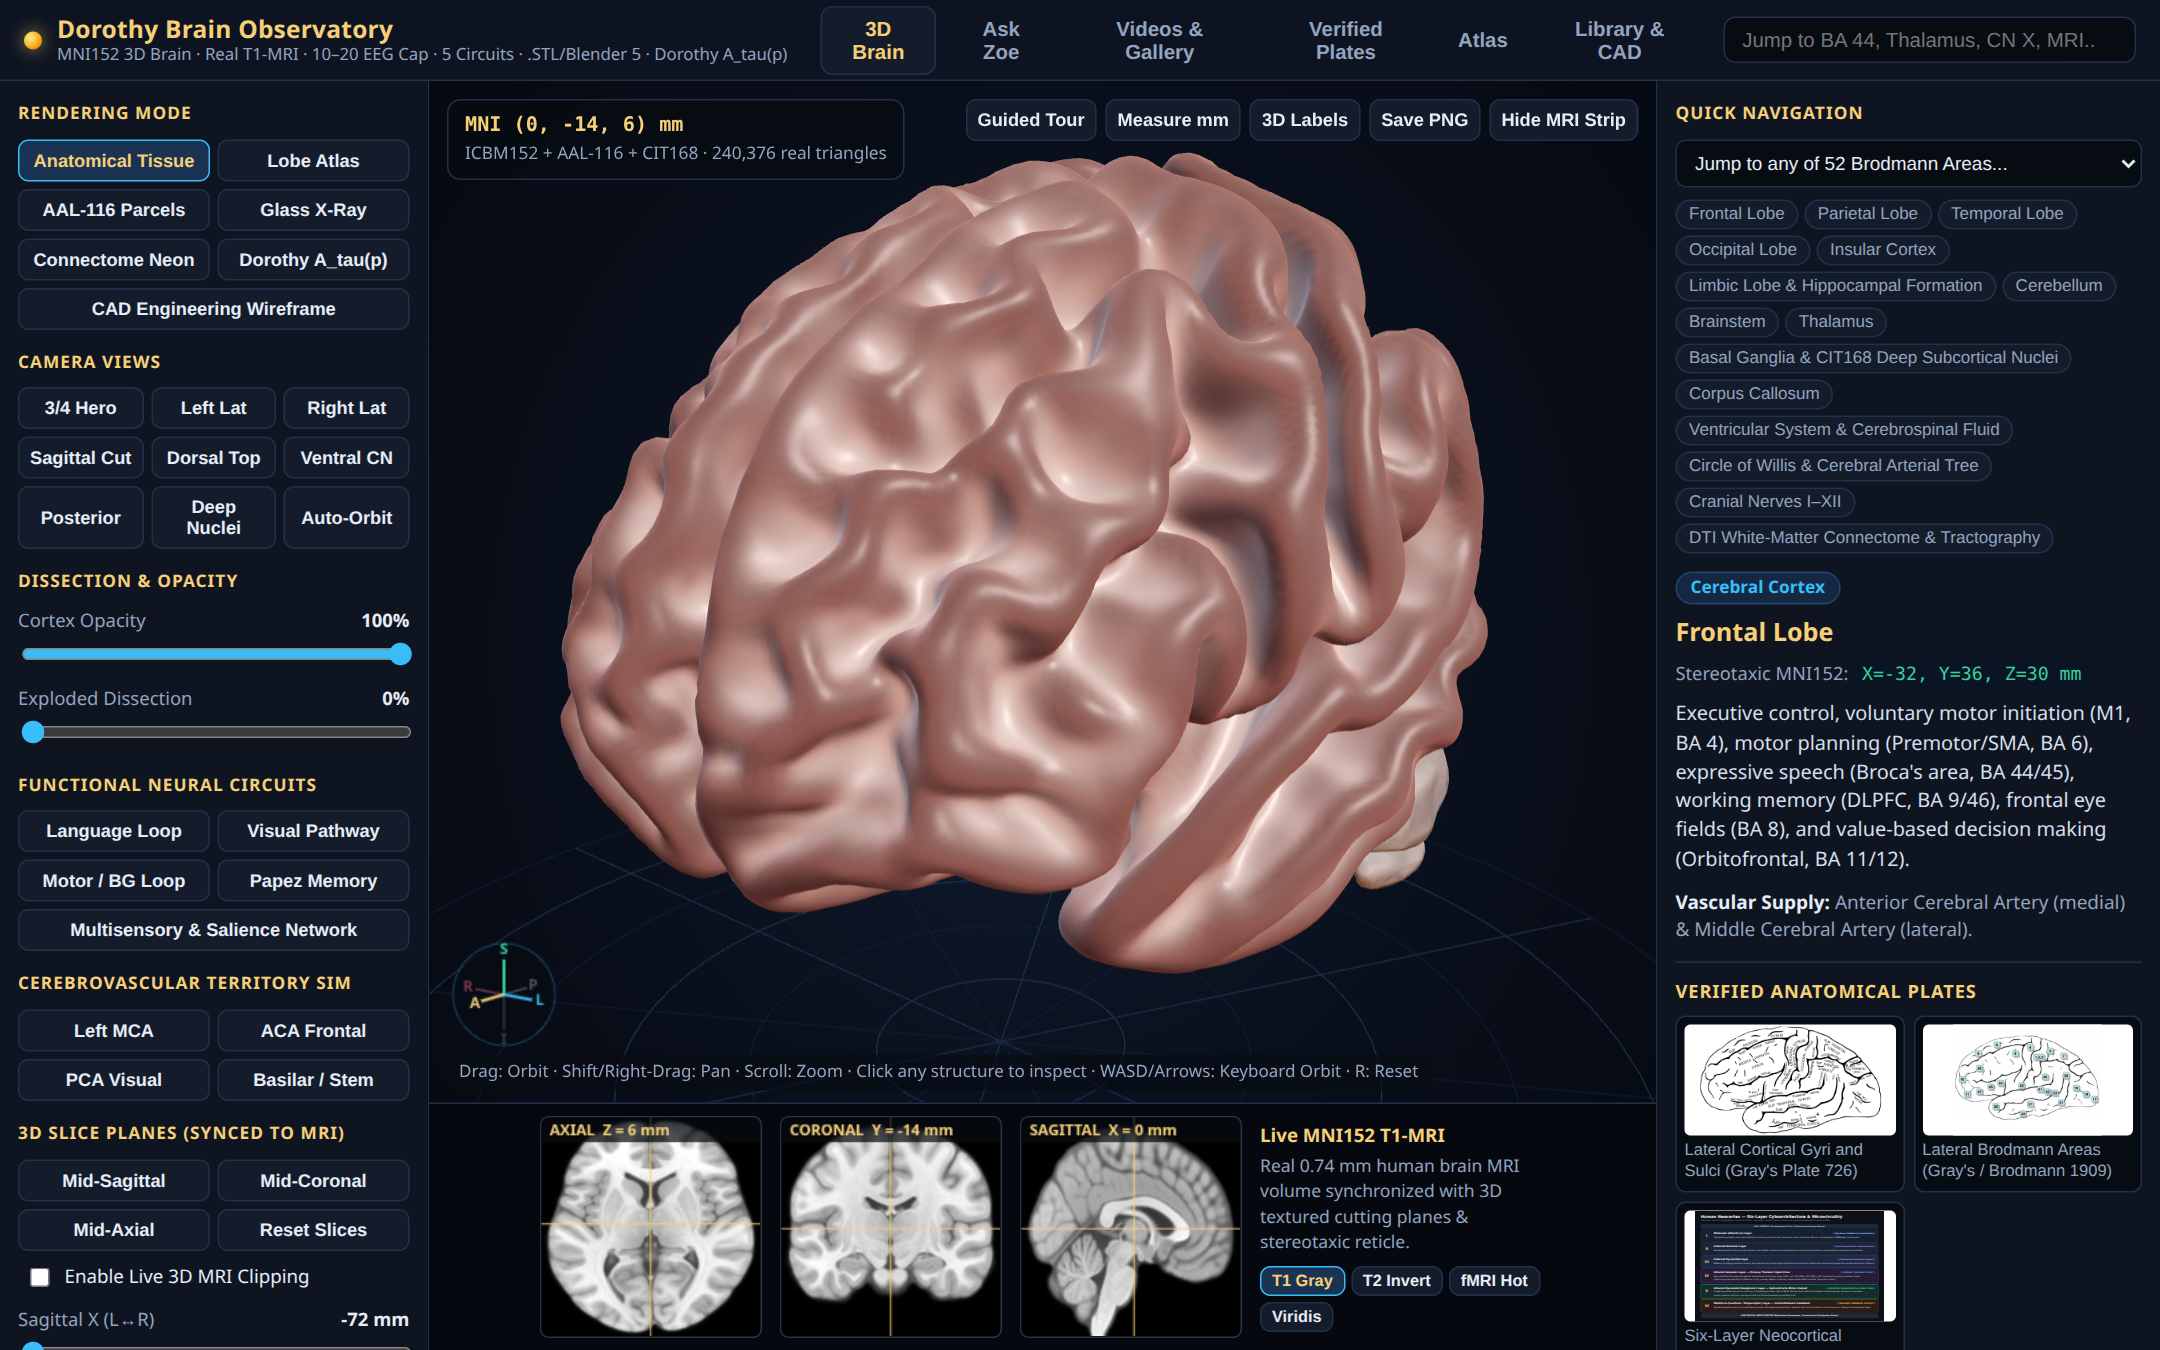 Dorothy Brain Observatory
MNI152 3D Brain · Real T1-MRI · 10–20 EEG Cap · 5 Circuits · .STL/Blender 5 · Dorothy A_tau(p)
3D
Brain
Ask
Zoe
Videos &
Gallery
Verified
Plates
Atlas
Library &
CAD
Jump to BA 44, Thalamus, CN X, MRI..
RENDERING MODE
Anatomical Tissue
Lobe Atlas
AAL-116 Parcels
Glass X-Ray
Connectome Neon
Dorothy A_tau(p)
CAD Engineering Wireframe
CAMERA VIEWS
3/4 Hero
Left Lat
Right Lat
Sagittal Cut
Dorsal Top
Ventral CN
Posterior
Deep
Nuclei
Auto-Orbit
DISSECTION & OPACITY
Cortex Opacity 100%
Exploded Dissection 0%
FUNCTIONAL NEURAL CIRCUITS
Language Loop
Visual Pathway
Motor / BG Loop
Papez Memory
Multisensory & Salience Network
CEREBROVASCULAR TERRITORY SIM
Left MCA
ACA Frontal
PCA Visual
Basilar / Stem
3D SLICE PLANES (SYNCED TO MRI)
Mid-Sagittal
Mid-Coronal
Mid-Axial
Reset Slices
Enable Live 3D MRI Clipping
Sagittal X (L↔R) -72 mm
MNI (0, -14, 6) mm
ICBM152 + AAL-116 + CIT168 · 240,376 real triangles
Guided Tour
Measure mm
3D Labels
Save PNG
Hide MRI Strip
S
R
P
A
L
I
Drag: Orbit · Shift/Right-Drag: Pan · Scroll: Zoom · Click any structure to inspect · WASD/Arrows: Keyboard Orbit · R: Reset
AXIAL Z = 6 mm
CORONAL Y = -14 mm
SAGITTAL X = 0 mm
Live MNI152 T1-MRI
Real 0.74 mm human brain MRI
volume synchronized with 3D
textured cutting planes &
stereotaxic reticle.
T1 Gray
T2 Invert
fMRI Hot
Viridis
QUICK NAVIGATION
Jump to any of 52 Brodmann Areas...
Frontal Lobe
Parietal Lobe
Temporal Lobe
Occipital Lobe
Insular Cortex
Limbic Lobe & Hippocampal Formation
Cerebellum
Brainstem
Thalamus
Basal Ganglia & CIT168 Deep Subcortical Nuclei
Corpus Callosum
Ventricular System & Cerebrospinal Fluid
Circle of Willis & Cerebral Arterial Tree
Cranial Nerves I–XII
DTI White-Matter Connectome & Tractography
Cerebral Cortex
Frontal Lobe
Stereotaxic MNI152: X=-32, Y=36, Z=30 mm
Executive control, voluntary motor initiation (M1,
BA 4), motor planning (Premotor/SMA, BA 6),
expressive speech (Broca's area, BA 44/45),
working memory (DLPFC, BA 9/46), frontal eye
fields (BA 8), and value-based decision making
(Orbitofrontal, BA 11/12).
Vascular Supply: Anterior Cerebral Artery (medial)
& Middle Cerebral Artery (lateral).
VERIFIED ANATOMICAL PLATES
Lateral Cortical Gyri and
Sulci (Gray's Plate 726)
Lateral Brodmann Areas
(Gray's / Brodmann 1909)
Human Neocortex — Six-Layer Cytoarchitecture & Microcircuitry
Six-Layer Neocortical